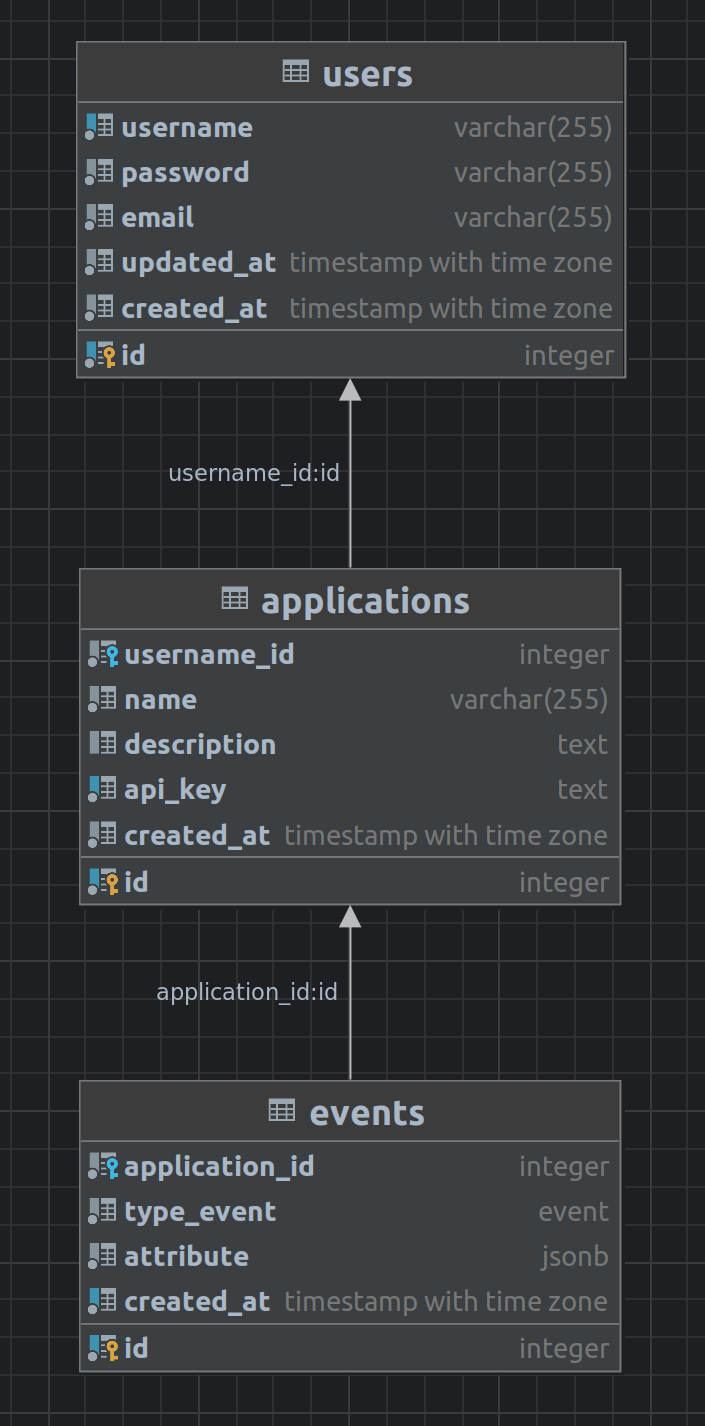 users
username varchar(255)
password varchar(255)
email varchar(255)
updated_at timestamp with time zone
created_at timestamp with time zone
id integer
username_id:id
applications
username_id integer
name varchar(255)
description text
api_key text
created_at timestamp with time zone
id integer
application_id:id
events
application_id integer
type_event event
attribute jsonb
created_at timestamp with time zone
id integer